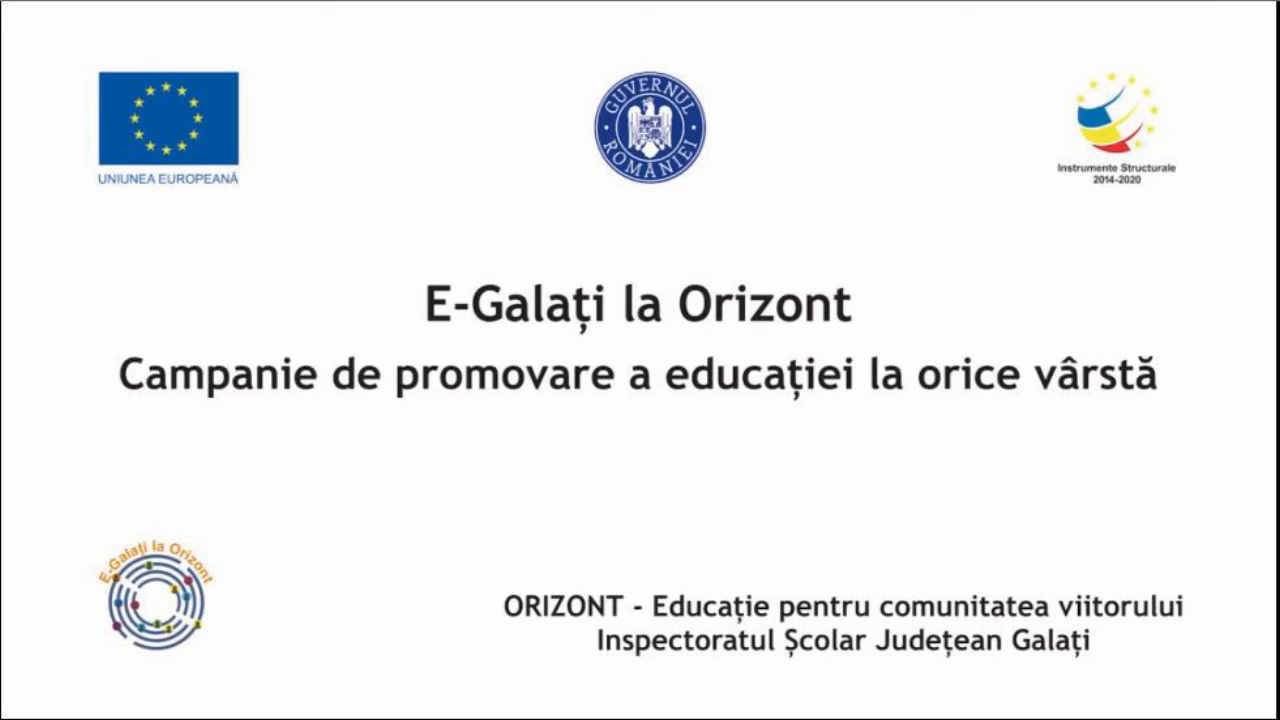 UNIUNEA EUROPEANĂ
GUVERNUL ROMÂNIEI
Instrumente Structurale
2014-2020
E-Galați la Orizont
Campanie de promovare a educației la orice vârstă
E-Galați la Orizont
ORIZONT - Educație pentru comunitatea viitorului
Inspectoratul Școlar Județean Galați